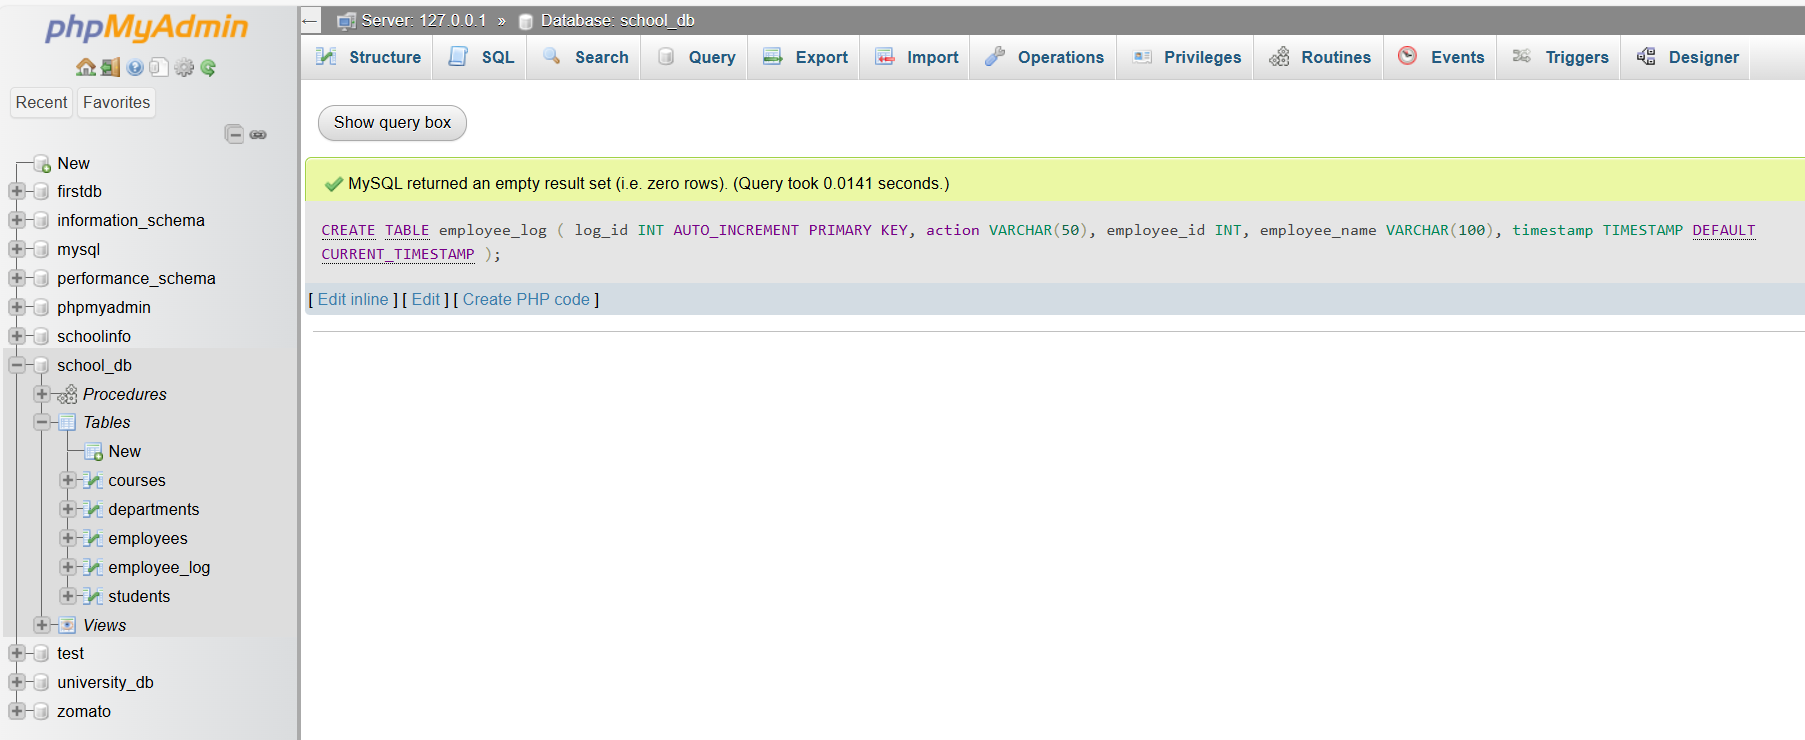 phpMyAdmin
Recent Favorites
New
firstdb
information_schema
mysql
performance_schema
phpmyadmin
schoolinfo
school_db
Procedures
Tables
New
courses
departments
employees
employee_log
students
Views
test
university_db
zomato
← Server: 127.0.0.1 » Database: school_db
Structure SQL Search Query Export Import Operations Privileges Routines Events Triggers Designer
Show query box
MySQL returned an empty result set (i.e. zero rows). (Query took 0.0141 seconds.)
CREATE TABLE employee_log ( log_id INT AUTO_INCREMENT PRIMARY KEY, action VARCHAR(50), employee_id INT, employee_name VARCHAR(100), timestamp TIMESTAMP DEFAULT
CURRENT_TIMESTAMP );
[ Edit inline ] [ Edit ] [ Create PHP code ]